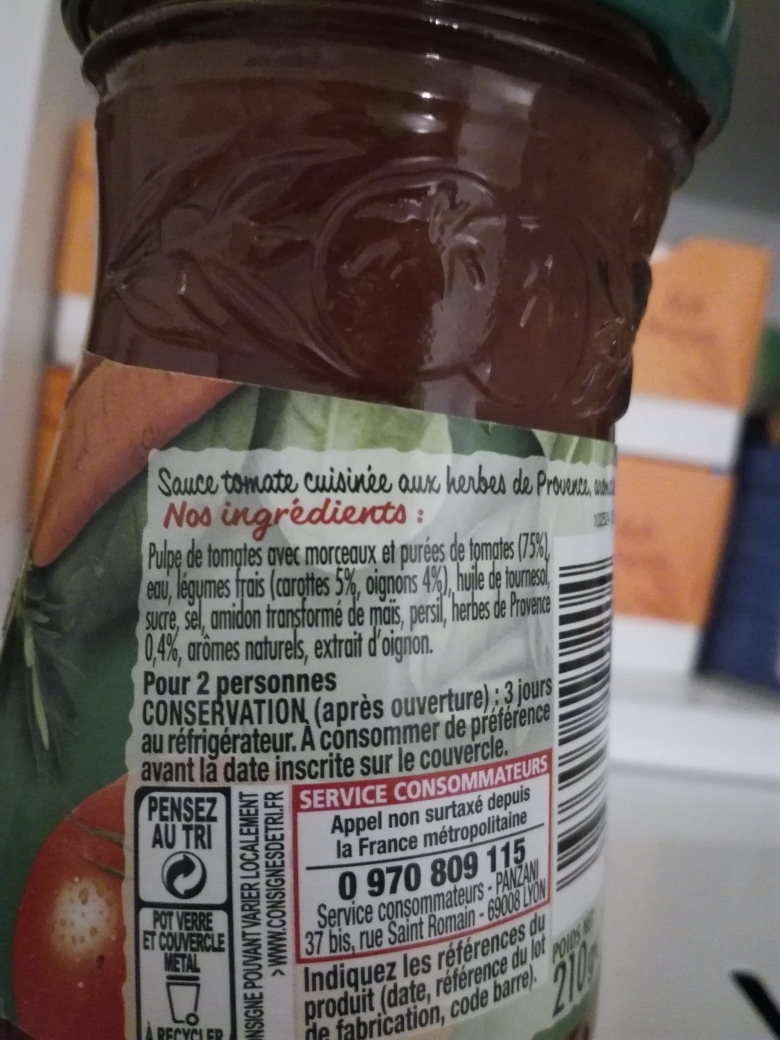 Sauce tomate cuisinée aux herbes de Provence,
Nos ingrédients :
Pulpe de tomates avec morceaux et purées de tomates (75%),
eau, légumes frais (carottes 5%, oignons 4%), huile de tournesol,
sucre, sel, amidon transformé de maïs, persil, herbes de Provence
0,4%, arômes naturels, extrait d'oignon.
Pour 2 personnes
CONSERVATION (après ouverture) : 3 jours
au réfrigérateur. À consommer de préférence
avant la date inscrite sur le couvercle.
PENSEZ
AU TRI
POT VERRE
ET COUVERCLE
MÉTAL
À RECYCLER
CONSIGNE POUVANT VARIER LOCALEMENT
> WWW.CONSIGNESDETRI.FR
SERVICE CONSOMMATEURS
Appel non surtaxé depuis
la France métropolitaine
0 970 809 115
Service consommateurs - PANZANI
37 bis, rue Saint Romain - 69008 LYON
Indiquez les références du
produit (date, référence du lot
de fabrication, code barre).
POIDS NET
210g